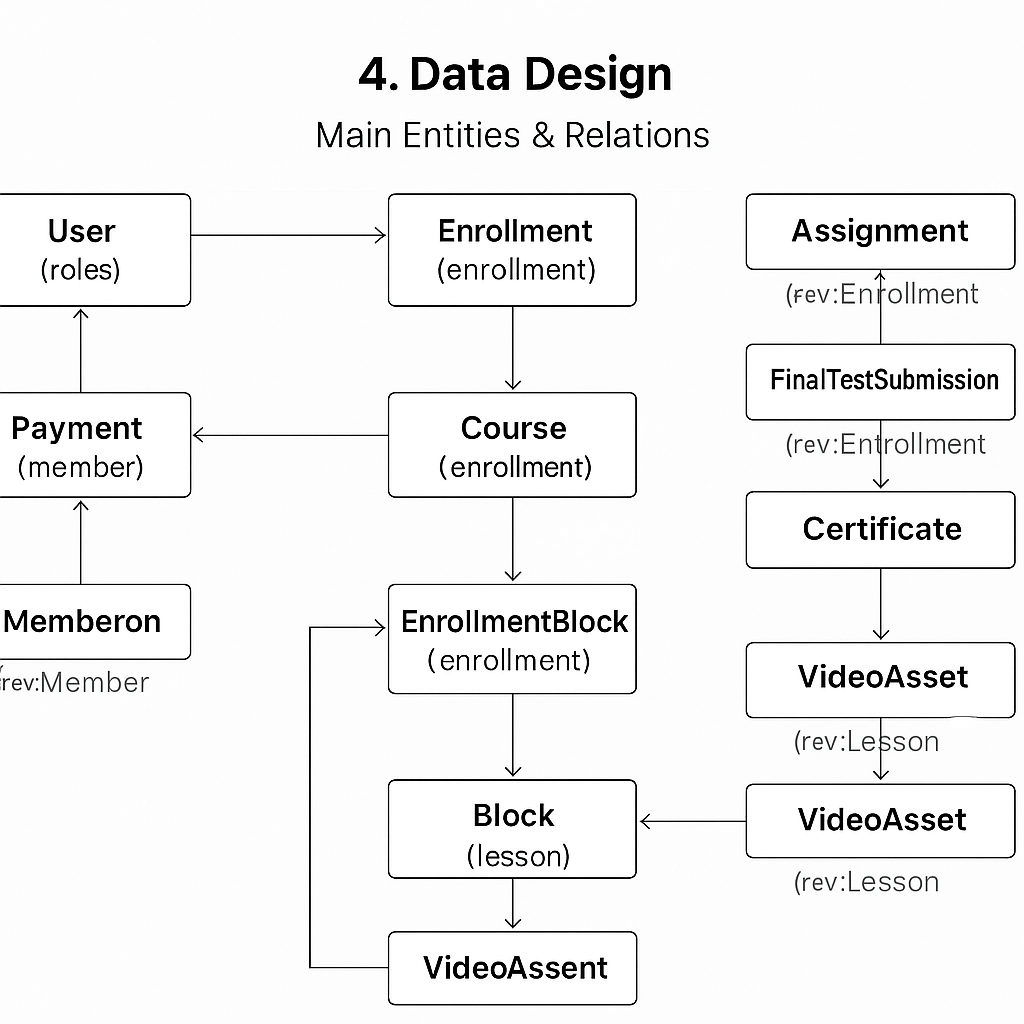 4. Data Design
Main Entities & Relations
User
(roles)
Enrollment
(enrollment)
Assignment
(rev:Enrollment
Payment
(member)
Course
(enrollment)
FinalTestSubmission
(rev:Entrollment
Certificate
Memberon
rev:Member
EnrollmentBlock
(enrollment)
VideoAsset
(rev:Lesson
Block
(lesson)
VideoAsset
(rev:Lesson
VideoAssent